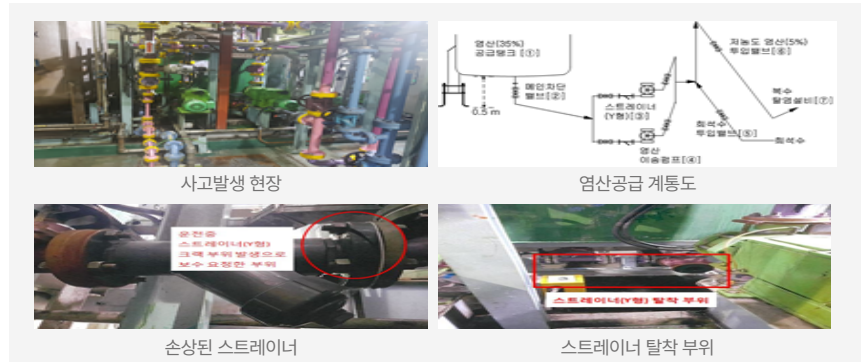 염산(35%)
공급탱크 [①]
메인차단
밸브[②]
0.5 m
스트레이너
(Y형)[③]
염산
이송펌프[④]
저농도 염산(5%)
투입밸브[⑥]
복수
탈염설비[⑦]
희석수
투입밸브[⑤]
희석수
사고발생 현장
염산공급 계통도
운전중
스트레이너(Y형)
크랙 부위 발생으로
보수 요청한 부위
스트레이너(Y형) 탈착 부위
손상된 스트레이너
스트레이너 탈착 부위